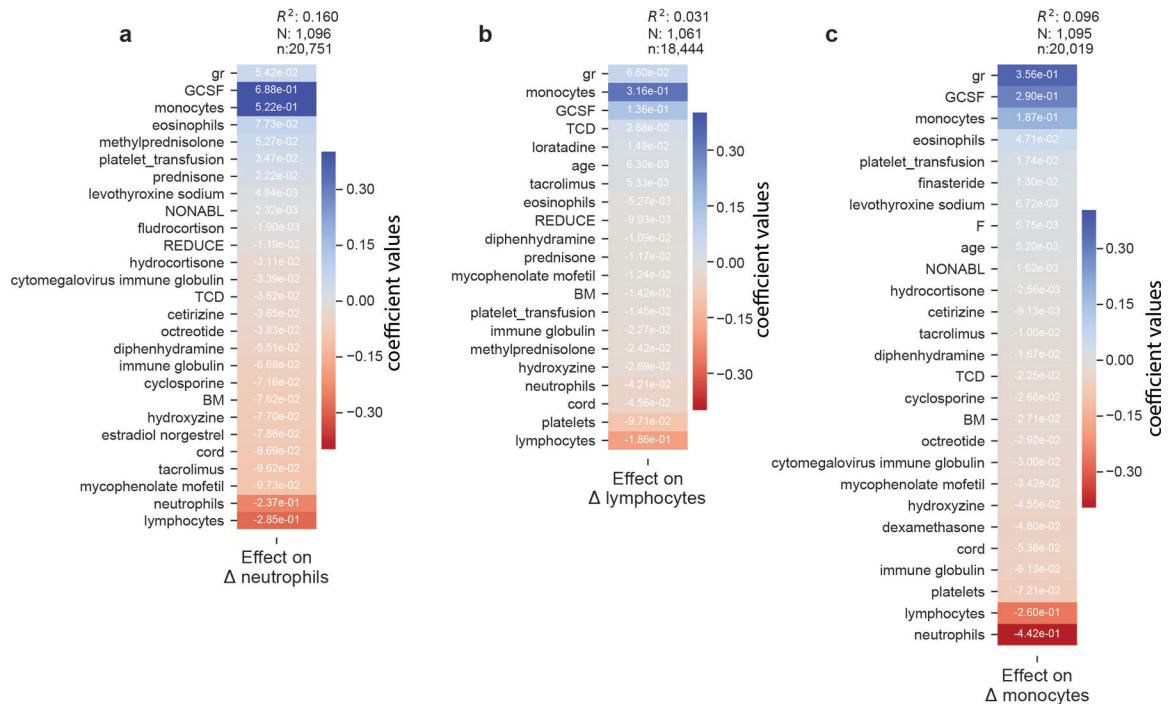 a
R²: 0.160
N: 1,096
n:20,751
gr 5.42e-02
GCSF 6.88e-01
monocytes 5.22e-01
eosinophils 7.73e-02
methylprednisolone 5.27e-02
platelet_transfusion 3.47e-02
prednisone 2.22e-02
levothyroxine sodium 4.84e-03
NONABL 2.32e-03
fludrocortison -1.90e-03
REDUCE -1.19e-02
hydrocortisone -3.11e-02
cytomegalovirus immune globulin -3.39e-02
TCD -3.62e-02
cetirizine -3.65e-02
octreotide -3.83e-02
diphenhydramine -5.51e-02
immune globulin -6.68e-02
cyclosporine -7.16e-02
BM -7.62e-02
hydroxyzine -7.70e-02
estradiol norgestrel -7.88e-02
cord -8.69e-02
tacrolimus -9.62e-02
mycophenolate mofetil -9.73e-02
neutrophils -2.37e-01
lymphocytes -2.85e-01
Effect on
Δ neutrophils
0.30
0.15
0.00
−0.15
−0.30
coefficient values
b
R²: 0.031
N: 1,061
n:18,444
gr 6.60e-02
monocytes 3.16e-01
GCSF 1.36e-01
TCD 2.88e-02
loratadine 1.49e-02
age 6.30e-03
tacrolimus 5.33e-03
eosinophils -5.27e-03
REDUCE -9.03e-03
diphenhydramine -1.09e-02
prednisone -1.17e-02
mycophenolate mofetil -1.24e-02
BM -1.42e-02
platelet_transfusion -1.45e-02
immune globulin -2.27e-02
methylprednisolone -2.42e-02
hydroxyzine -2.69e-02
neutrophils -4.21e-02
cord -4.56e-02
platelets -9.71e-02
lymphocytes -1.86e-01
Effect on
Δ lymphocytes
0.30
0.15
0.00
−0.15
−0.30
coefficient values
c
R²: 0.096
N: 1,095
n:20,019
gr 3.56e-01
GCSF 2.90e-01
monocytes 1.87e-01
eosinophils 4.71e-02
platelet_transfusion 1.74e-02
finasteride 1.30e-02
levothyroxine sodium 6.72e-03
F 5.75e-03
age 5.20e-03
NONABL 1.62e-03
hydrocortisone -2.56e-03
cetirizine -9.13e-03
tacrolimus -1.00e-02
diphenhydramine -1.67e-02
TCD -2.25e-02
cyclosporine -2.68e-02
BM -2.71e-02
octreotide -2.92e-02
cytomegalovirus immune globulin -3.00e-02
mycophenolate mofetil -3.42e-02
hydroxyzine -4.55e-02
dexamethasone -4.80e-02
cord -5.38e-02
immune globulin -6.13e-02
platelets -7.21e-02
lymphocytes -2.60e-01
neutrophils -4.42e-01
Effect on
Δ monocytes
0.30
0.15
0.00
−0.15
−0.30
coefficient values